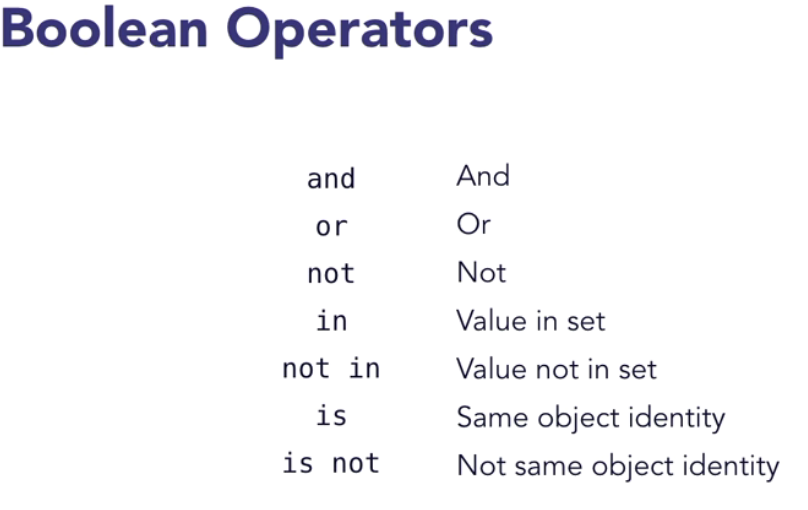 Boolean Operators
and And
or Or
not Not
in Value in set
not in Value not in set
is Same object identity
is not Not same object identity